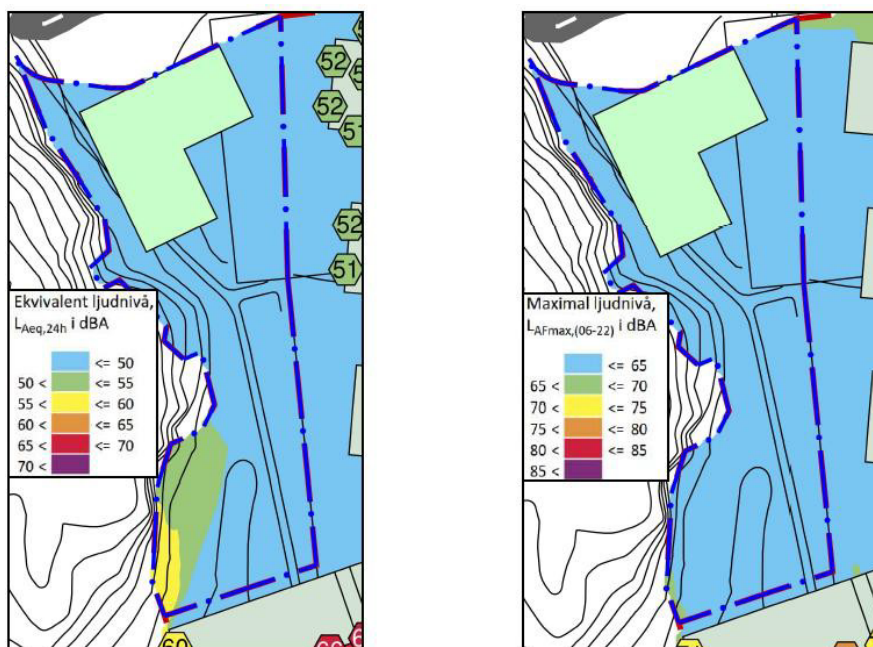 52
52
51
52
51
Ekvivalent ljudnivå,
LAeq,24h i dBA
<= 50
50 < <= 55
55 < <= 60
60 < <= 65
65 < <= 70
70 <
60
Maximal ljudnivå,
LAFmax,(06-22) i dBA
<= 65
65 < <= 70
70 < <= 75
75 < <= 80
80 < <= 85
85 <